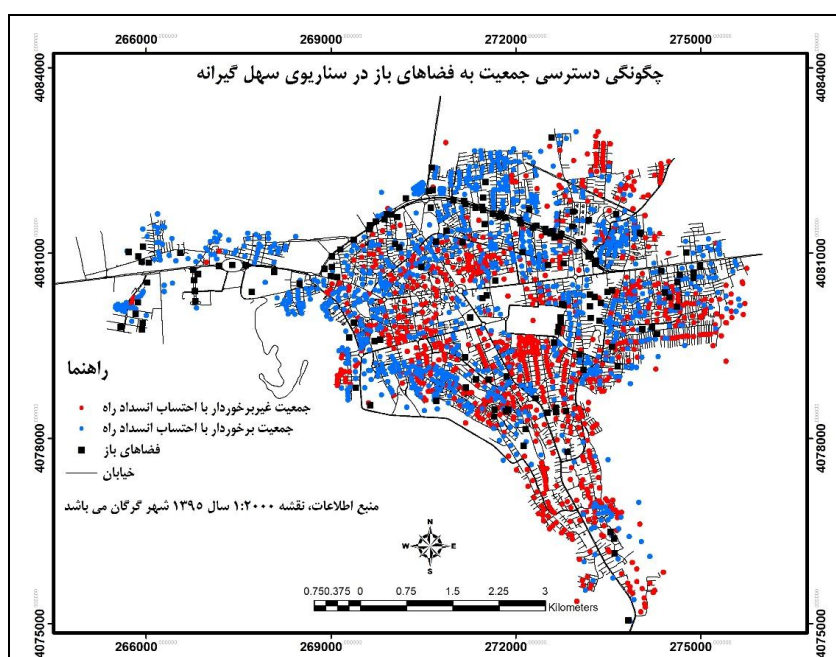 266000 269000 272000 275000
4084000 4084000
چگونگی دسترسی جمعیت به فضاهای باز در سناریوی سهل گیرانه
4081000 4081000
راهنما
جمعیت غیربرخوردار با احتساب انسداد راه
جمعیت برخوردار با احتساب انسداد راه
فضاهای باز
خیابان
4078000 4078000
منبع اطلاعات، نقشه ۱:۲۰۰۰ سال ۱۳۹۵ شهر گرگان می باشد
N
W E
S
0.75 0.375 0 0.75 1.5 2.25 3
Kilometers
4075000 4075000
266000 269000 272000 275000